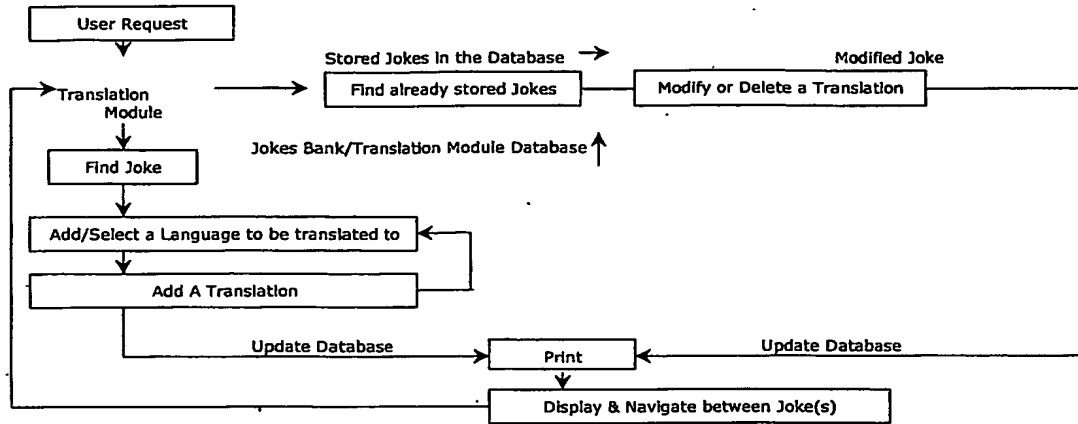 User Request
Stored Jokes in the Database
Modified Joke
Find already stored Jokes
Modify or Delete a Translation
Translation
Module
Jokes Bank/Translation Module Database
Find Joke
Add/Select a Language to be translated to
Add A Translation
Update Database
Print
Update Database
Display & Navigate between Joke(s)